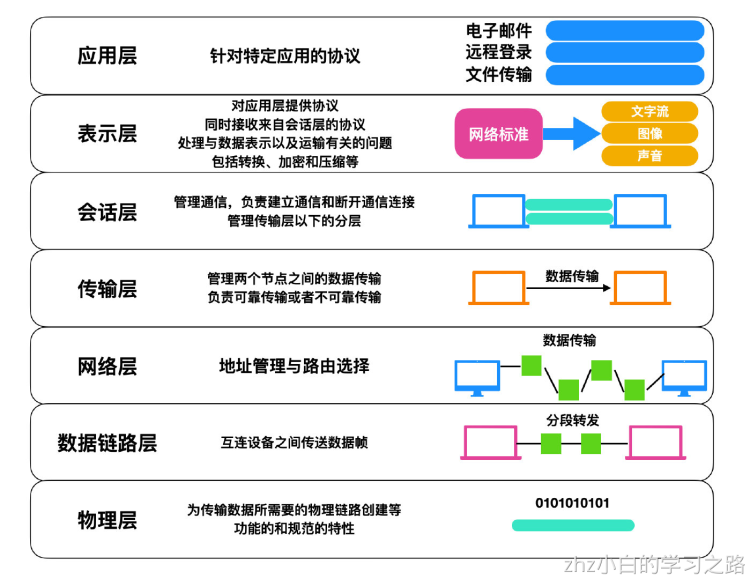 应用层
针对特定应用的协议
电子邮件
远程登录
文件传输
表示层
对应用层提供协议
同时接收来自会话层的协议
处理与数据表示以及运输有关的问题
包括转换、加密和压缩等
网络标准
文字流
图像
声音
会话层
管理通信，负责建立通信和断开通信连接
管理传输层以下的分层
传输层
管理两个节点之间的数据传输
负责可靠传输或者不可靠传输
数据传输
网络层
地址管理与路由选择
数据传输
数据链路层
互连设备之间传送数据帧
分段转发
物理层
为传输数据所需要的物理链路创建等
功能的和规范的特性
0101010101
zhz小白的学习之路